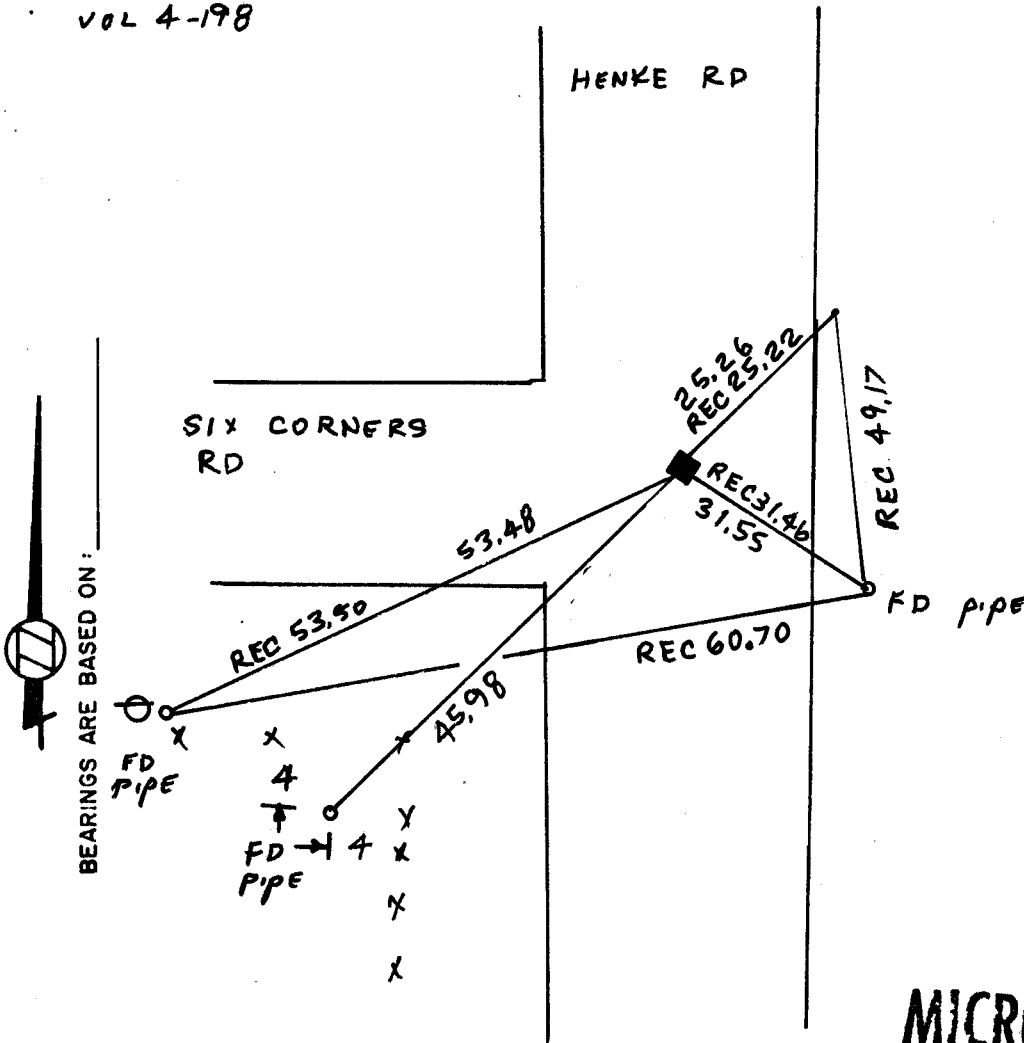 VOL 4-198
HENKE RD
SIX CORNERS
RD
25.26
REC 25.22
REC 49.17
REC 31.46
31.55
53.48
REC 53.50
REC 60.70
FD PIPE
45.98
BEARINGS ARE BASED ON:
FD
PIPE
4
FD 4
PIPE